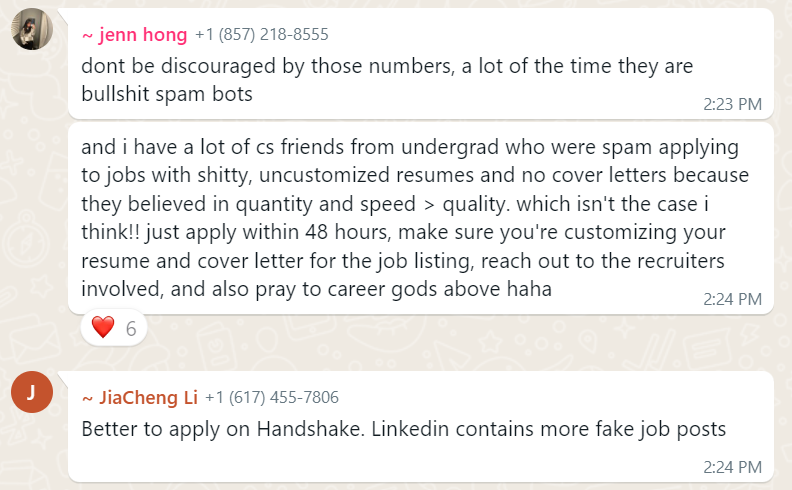 ~ jenn hong +1 (857) 218-8555
dont be discouraged by those numbers, a lot of the time they are
bullshit spam bots
2:23 PM
and i have a lot of cs friends from undergrad who were spam applying
to jobs with shitty, uncustomized resumes and no cover letters because
they believed in quantity and speed > quality. which isn't the case i
think!! just apply within 48 hours, make sure you're customizing your
resume and cover letter for the job listing, reach out to the recruiters
involved, and also pray to career gods above haha
2:24 PM
❤️ 6
J
~ JiaCheng Li +1 (617) 455-7806
Better to apply on Handshake. Linkedin contains more fake job posts
2:24 PM